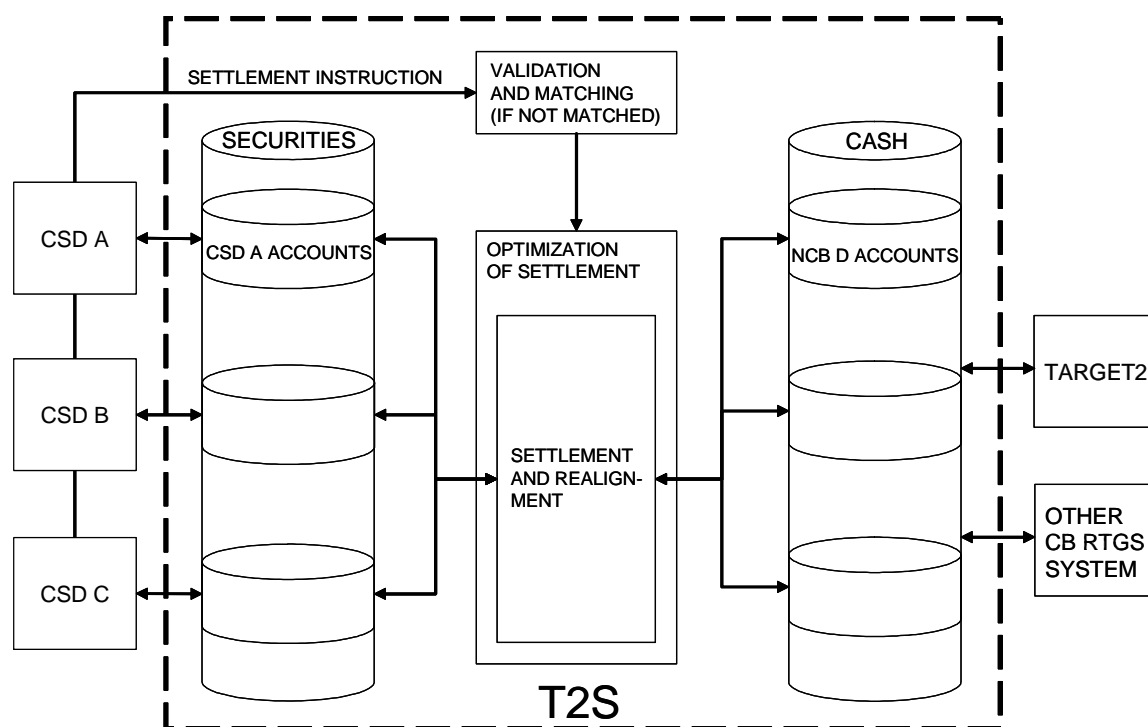 SETTLEMENT INSTRUCTION
VALIDATION
AND MATCHING
(IF NOT MATCHED)
SECURITIES
CASH
CSD A
CSD A ACCOUNTS
OPTIMIZATION
OF SETTLEMENT
NCB D ACCOUNTS
TARGET2
CSD B
SETTLEMENT
AND REALIGN-
MENT
OTHER
CB RTGS
SYSTEM
CSD C
T2S